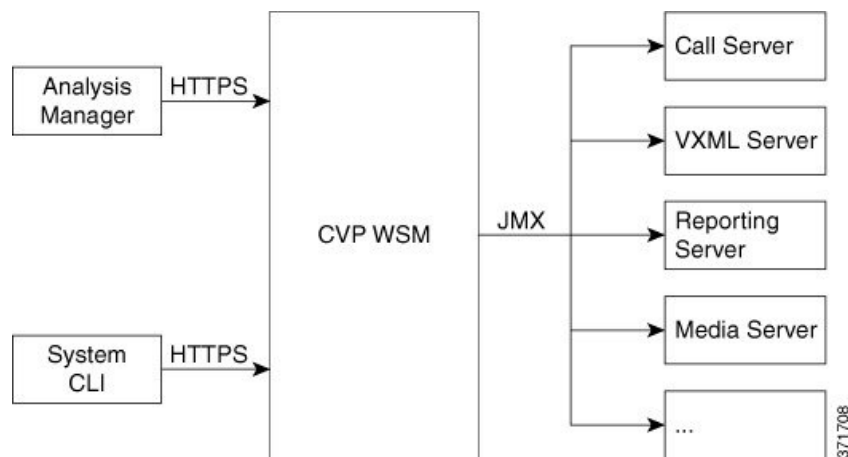 Analysis
Manager
HTTPS
System
CLI
HTTPS
CVP WSM
JMX
Call Server
VXML Server
Reporting
Server
Media Server
...
371708